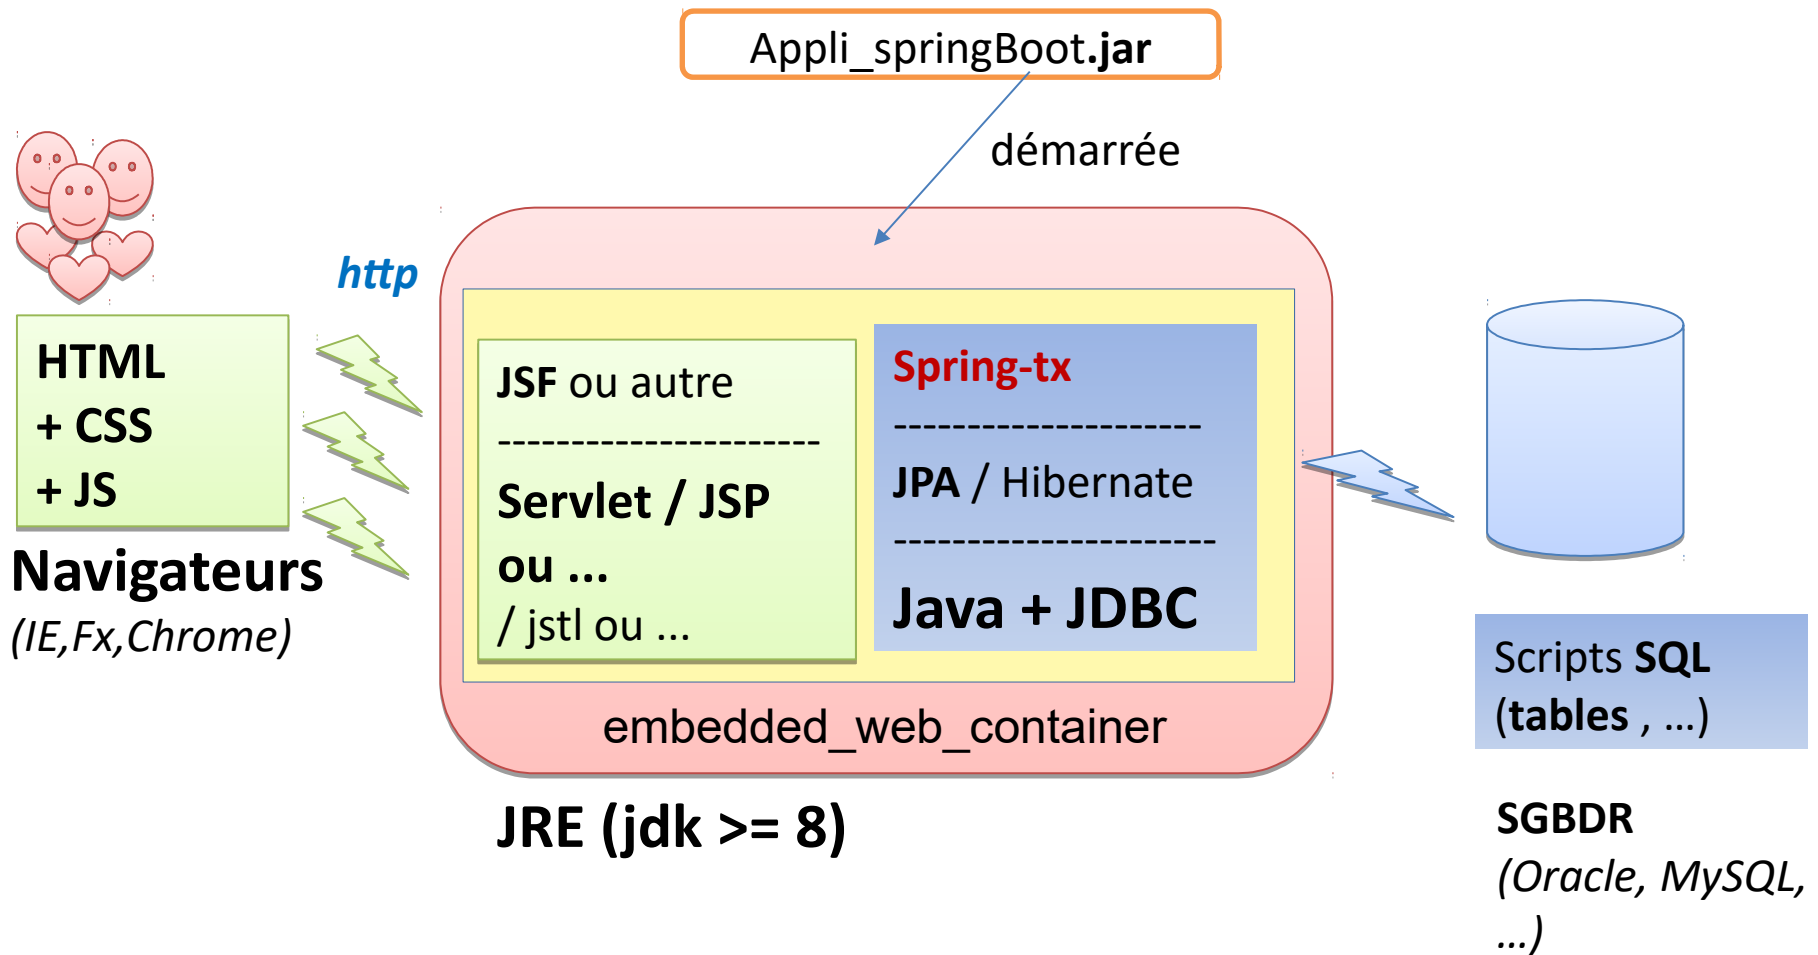 Appli_springBoot.jar
démarrée
http
HTML
+ CSS
+ JS
Navigateurs
(IE,Fx,Chrome)
JSF ou autre
----------------------
Servlet / JSP
ou ...
/ jstl ou ...
Spring-tx
---------------------
JPA / Hibernate
----------------------
Java + JDBC
embedded_web_container
JRE (jdk >= 8)
Scripts SQL
(tables , ...)
SGBDR
(Oracle, MySQL,
...)